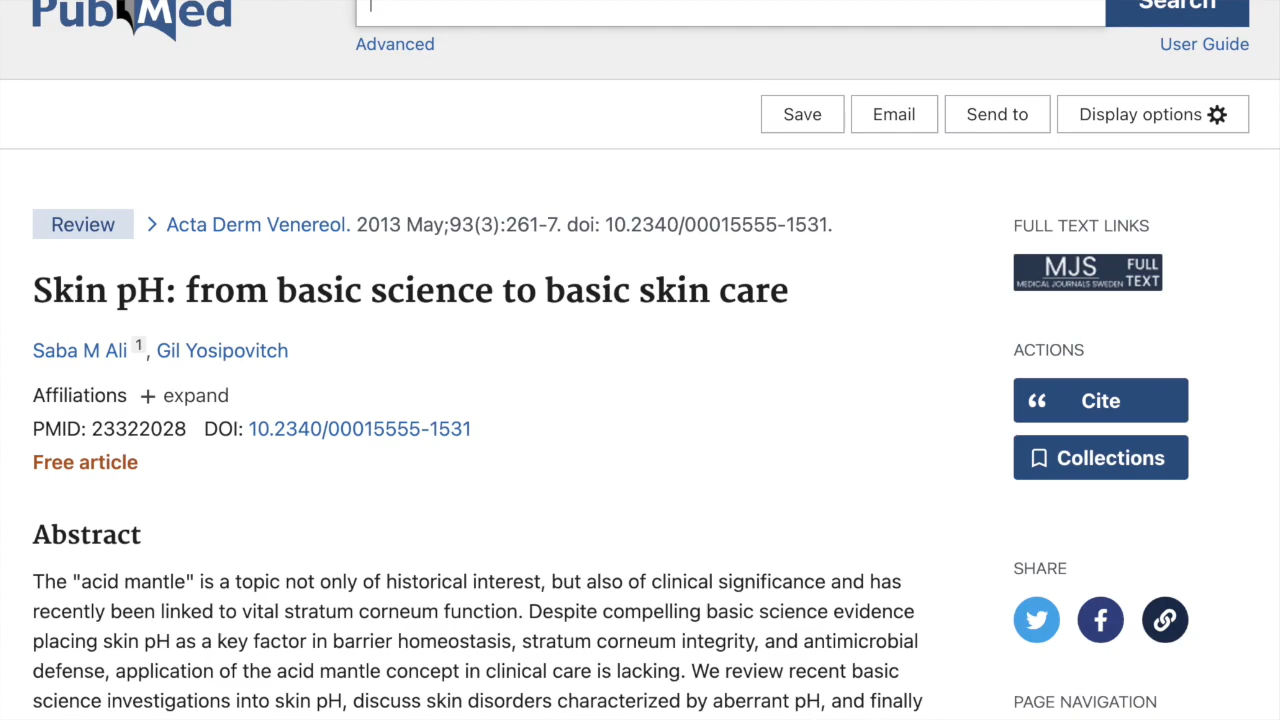 PubMed
Search
Advanced
User Guide
Save
Email
Send to
Display options
Review
Acta Derm Venereol. 2013 May;93(3):261-7. doi: 10.2340/00015555-1531.
Skin pH: from basic science to basic skin care
Saba M Ali 1, Gil Yosipovitch
Affiliations + expand
PMID: 23322028 DOI: 10.2340/00015555-1531
Free article
Abstract
The "acid mantle" is a topic not only of historical interest, but also of clinical significance and has
recently been linked to vital stratum corneum function. Despite compelling basic science evidence
placing skin pH as a key factor in barrier homeostasis, stratum corneum integrity, and antimicrobial
defense, application of the acid mantle concept in clinical care is lacking. We review recent basic
science investigations into skin pH, discuss skin disorders characterized by aberrant pH, and finally
FULL TEXT LINKS
MJS
MEDICAL JOURNALS SWEDEN
FULL
TEXT
ACTIONS
Cite
Collections
SHARE
PAGE NAVIGATION